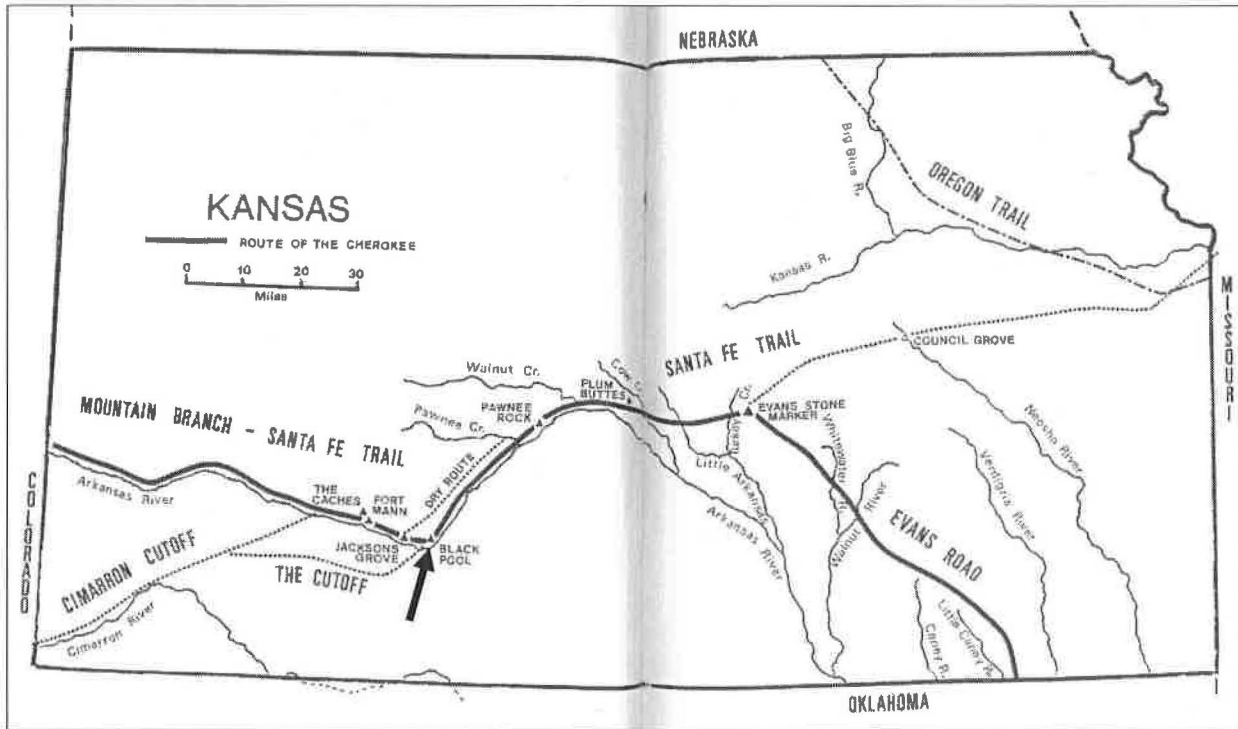 NEBRASKA
KANSAS
ROUTE OF THE CHEROKEE
0 10 20 30
Miles
Big Blue R.
OREGON TRAIL
Kansas R.
MISSOURI
SANTA FE TRAIL
COUNCIL GROVE
Walnut Cr.
Cow C.
PLUM
BUTTES
PAWNEE
ROCK
Pawnee Cr.
EVANS STONE
MARKER
Turkey Cr.
Whitewater R.
Neosho River
MOUNTAIN BRANCH - SANTA FE TRAIL
Arkansas River
THE
CACHES
FORT
MANN
DRY ROUTE
Little Arkansas
Arkansas River
Walnut River
Verdigris River
EVANS ROAD
JACKSONS
GROVE
BLACK
POOL
COLORADO
CIMARRON CUTOFF
THE CUTOFF
Cimarron River
Caney R.
Little Caney R.
OKLAHOMA